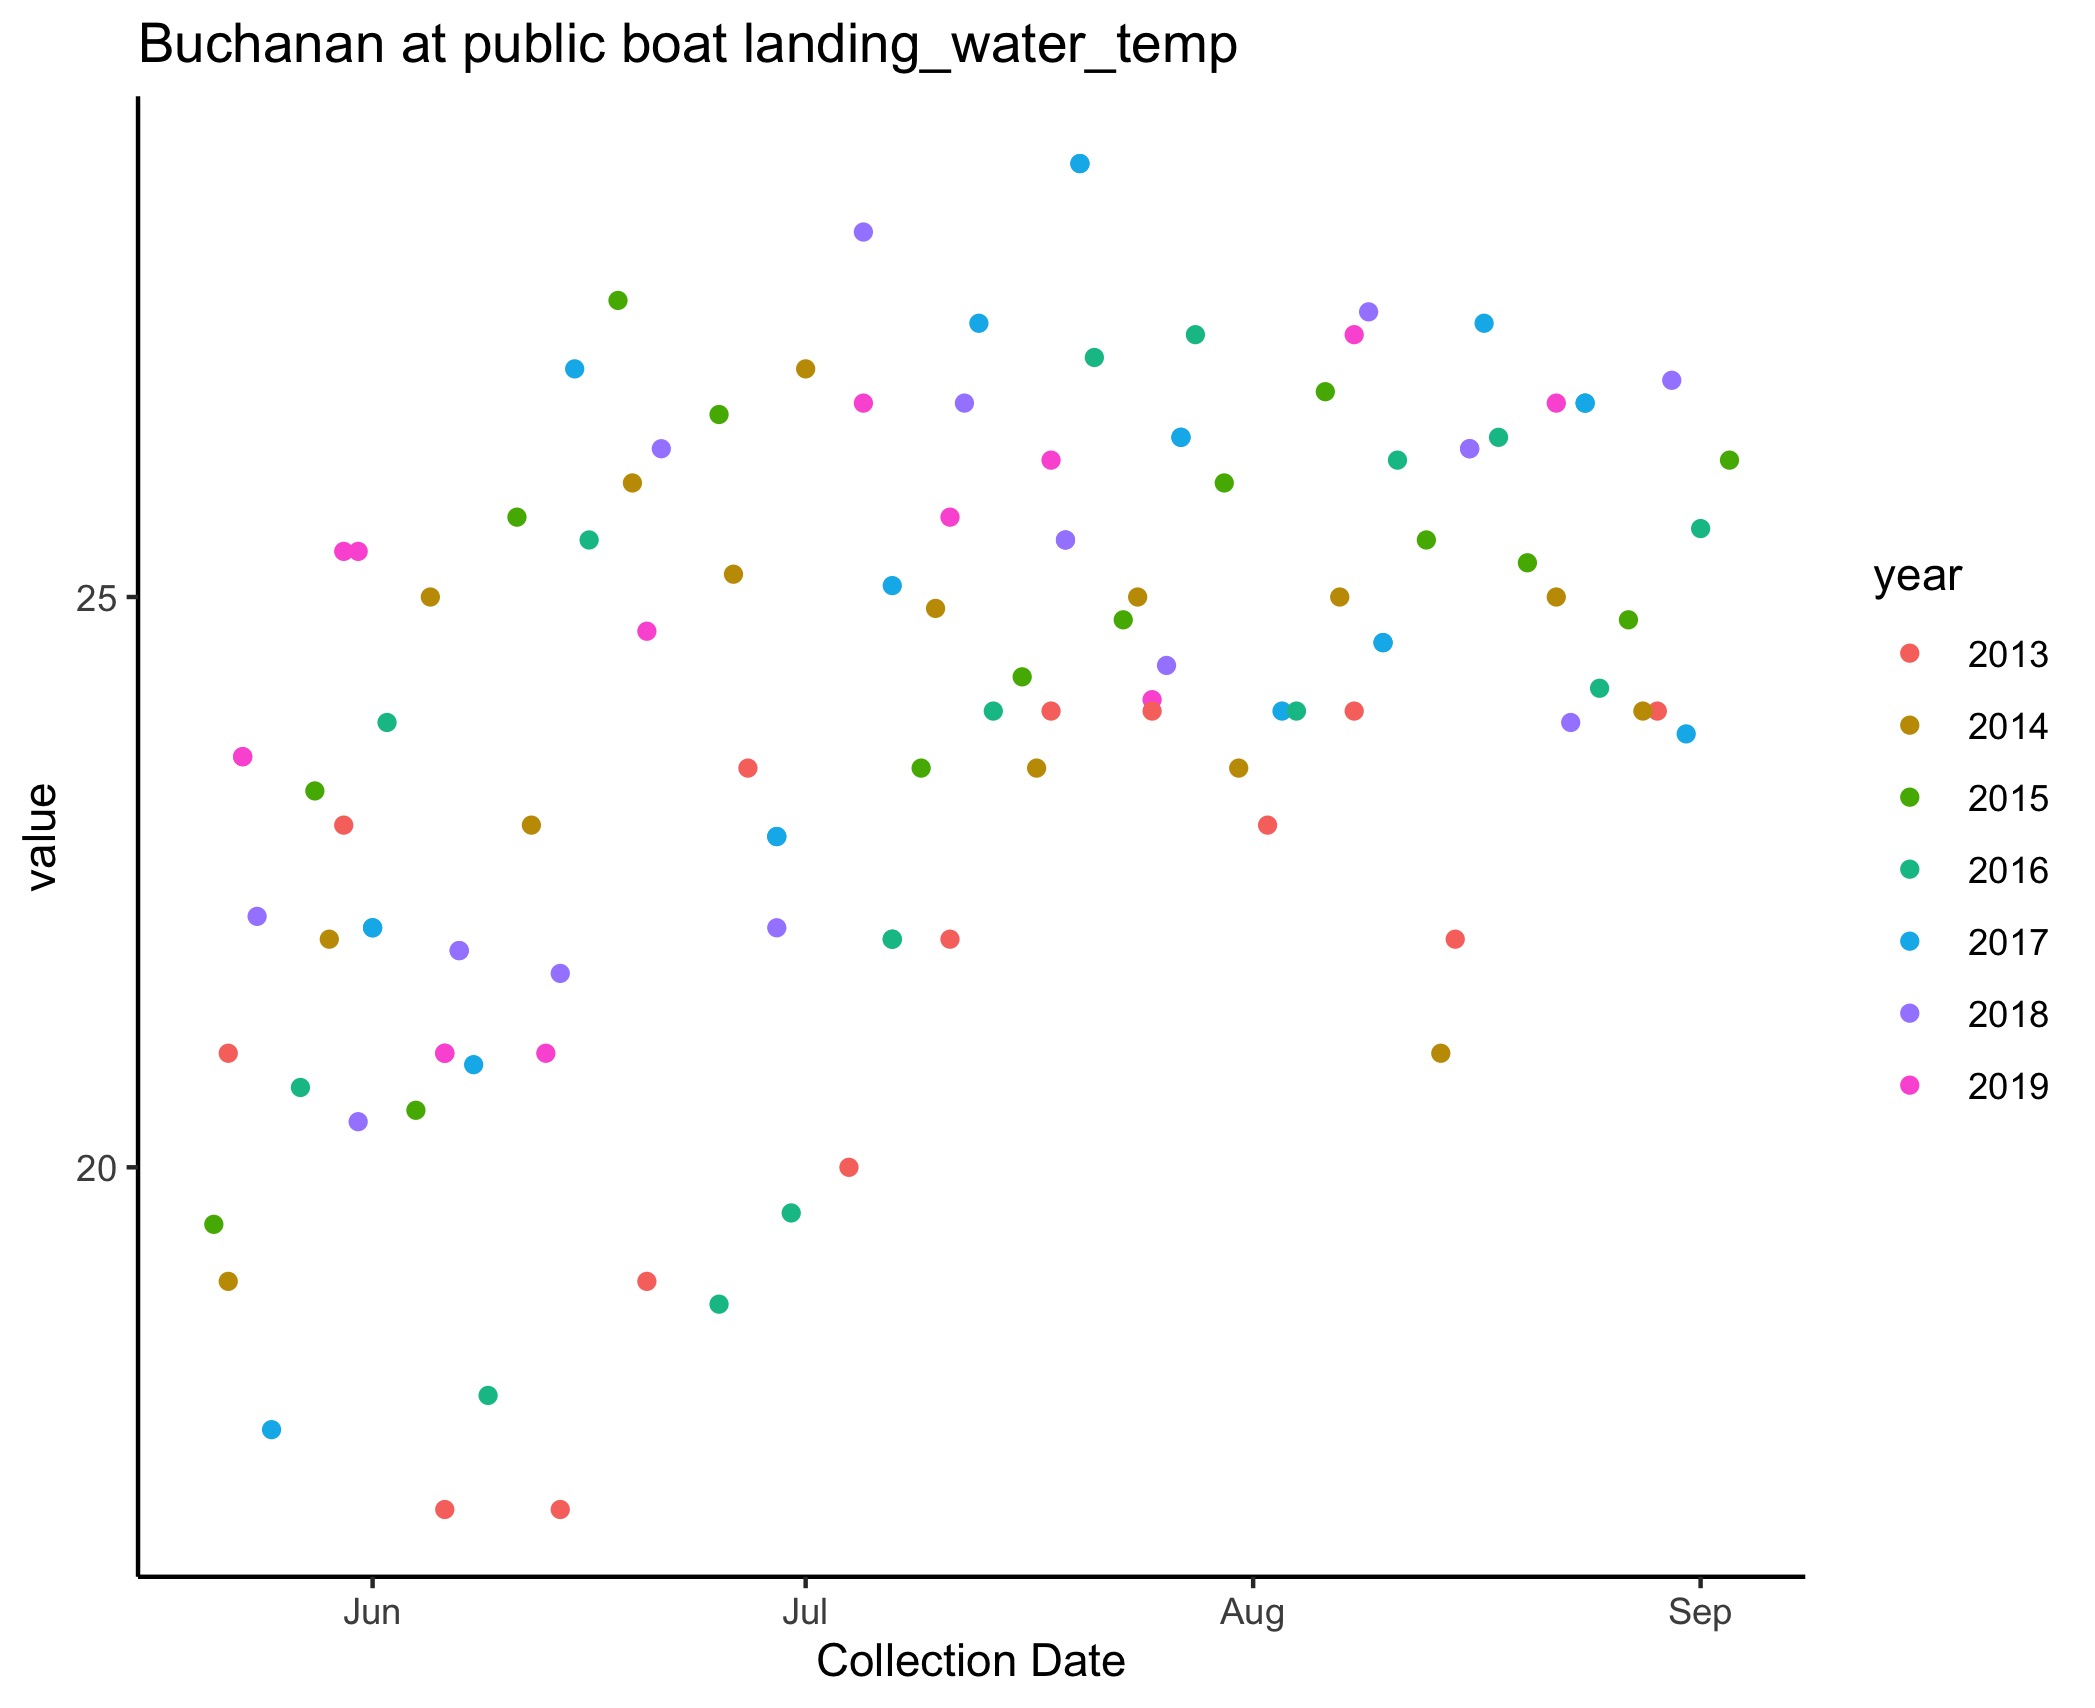 Buchanan at public boat landing_water_temp
value
25
20
Jun
Jul
Aug
Sep
Collection Date
year
2013
2014
2015
2016
2017
2018
2019